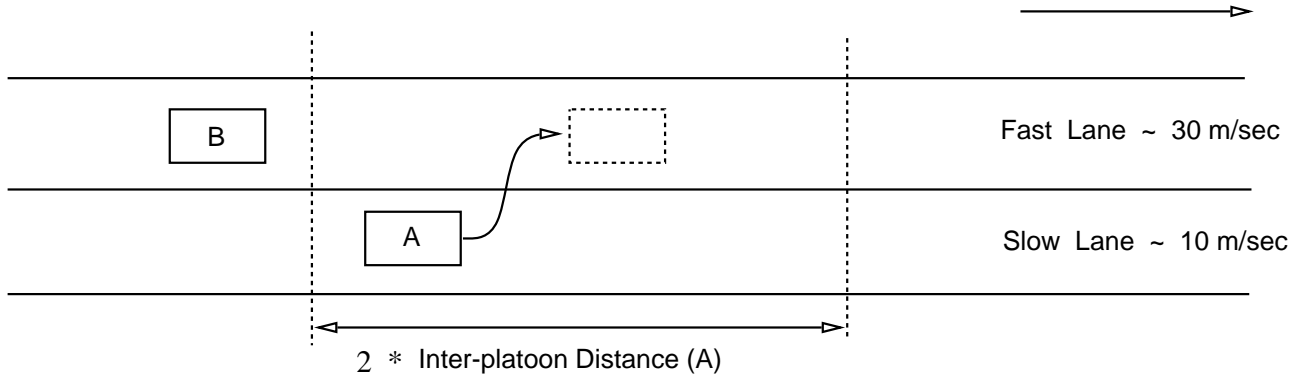 B
Fast Lane ~ 30 m/sec
A
Slow Lane ~ 10 m/sec
2 * Inter-platoon Distance (A)